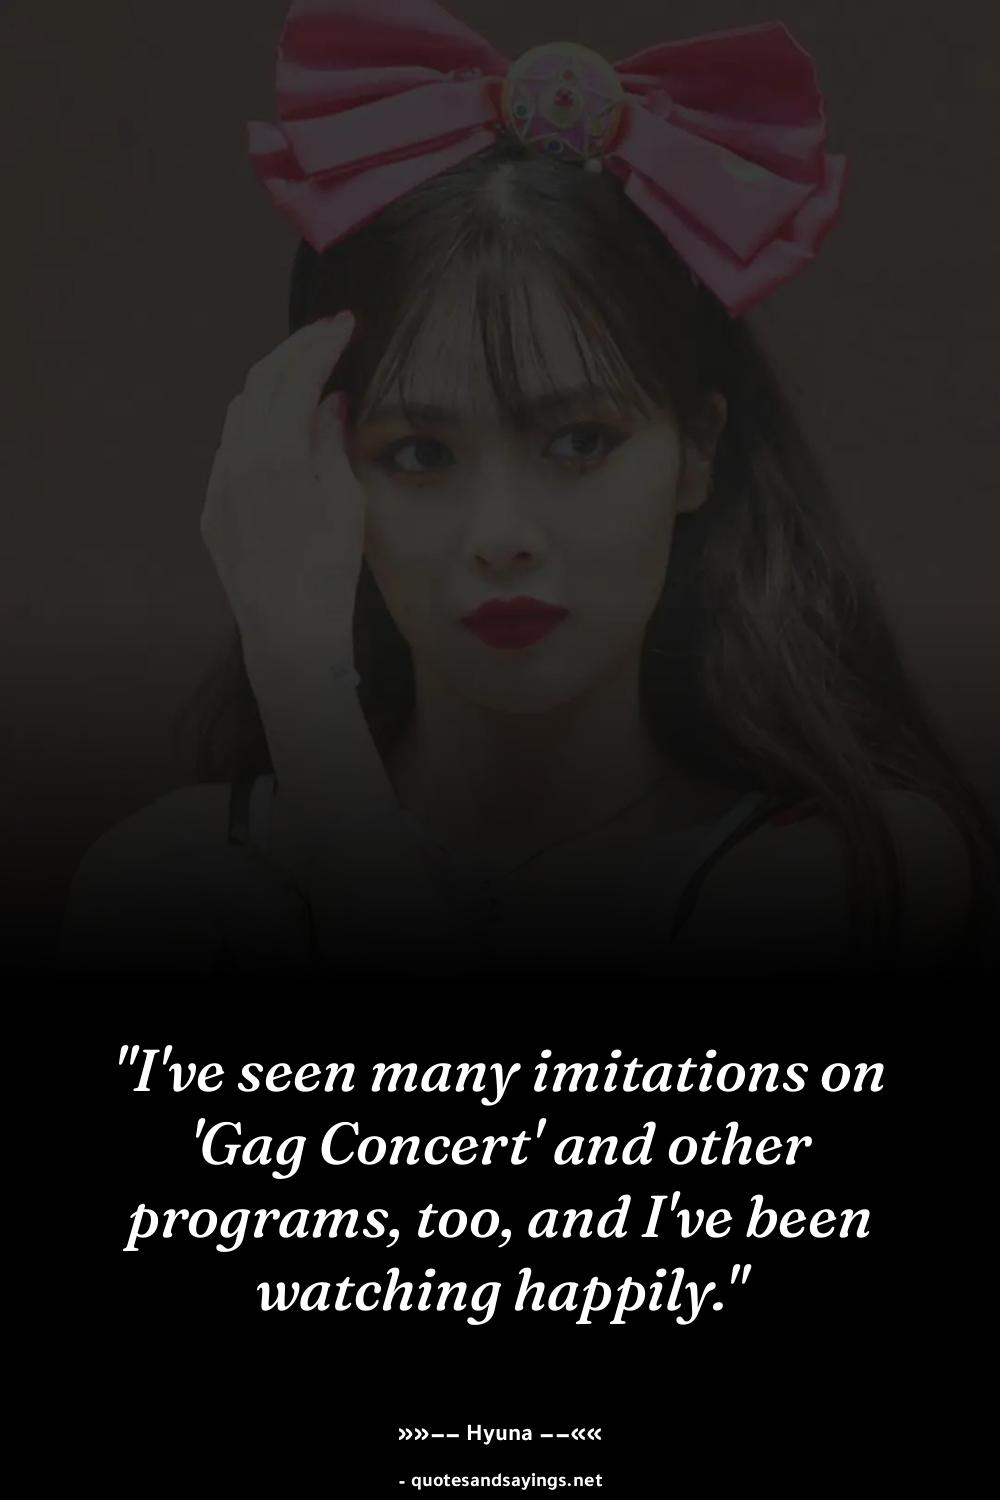 "I've seen many imitations on
'Gag Concert' and other
programs, too, and I've been
watching happily."
»»–– Hyuna ––««
- quotesandsayings.net